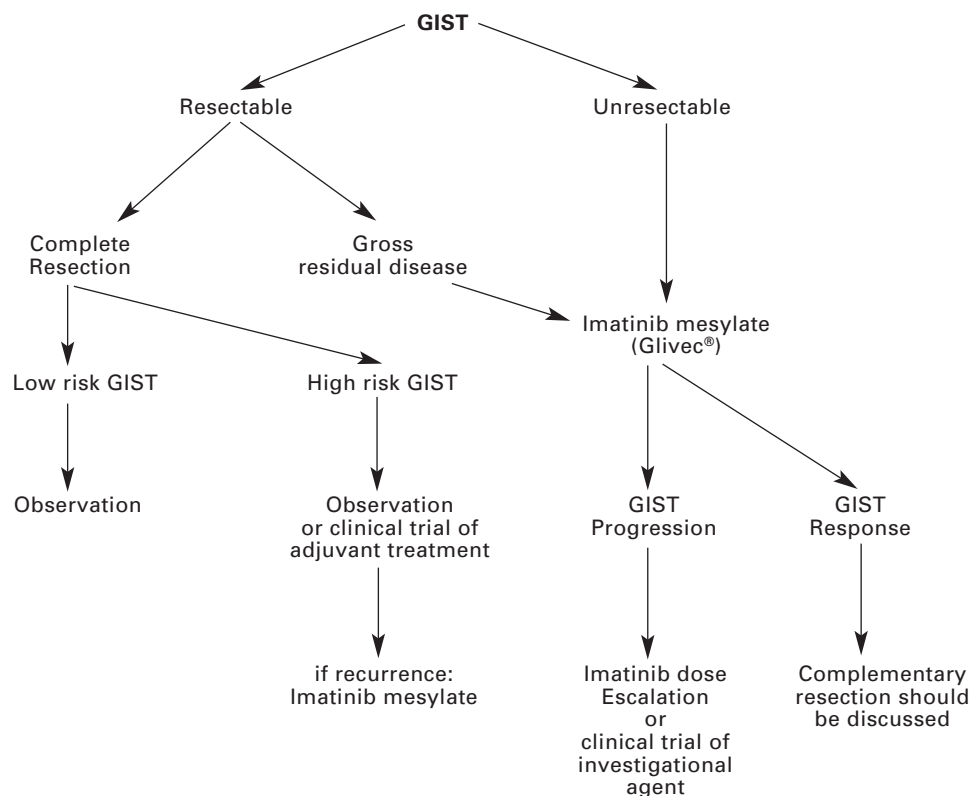 GIST
Resectable
Unresectable
Complete
Resection
Gross
residual disease
Imatinib mesylate
(Glivec®)
Low risk GIST
High risk GIST
Observation
Observation
or clinical trial of
adjuvant treatment
GIST
Progression
GIST
Response
if recurrence:
Imatinib mesylate
Imatinib dose
Escalation
or
clinical trial of
investigational
agent
Complementary
resection should
be discussed